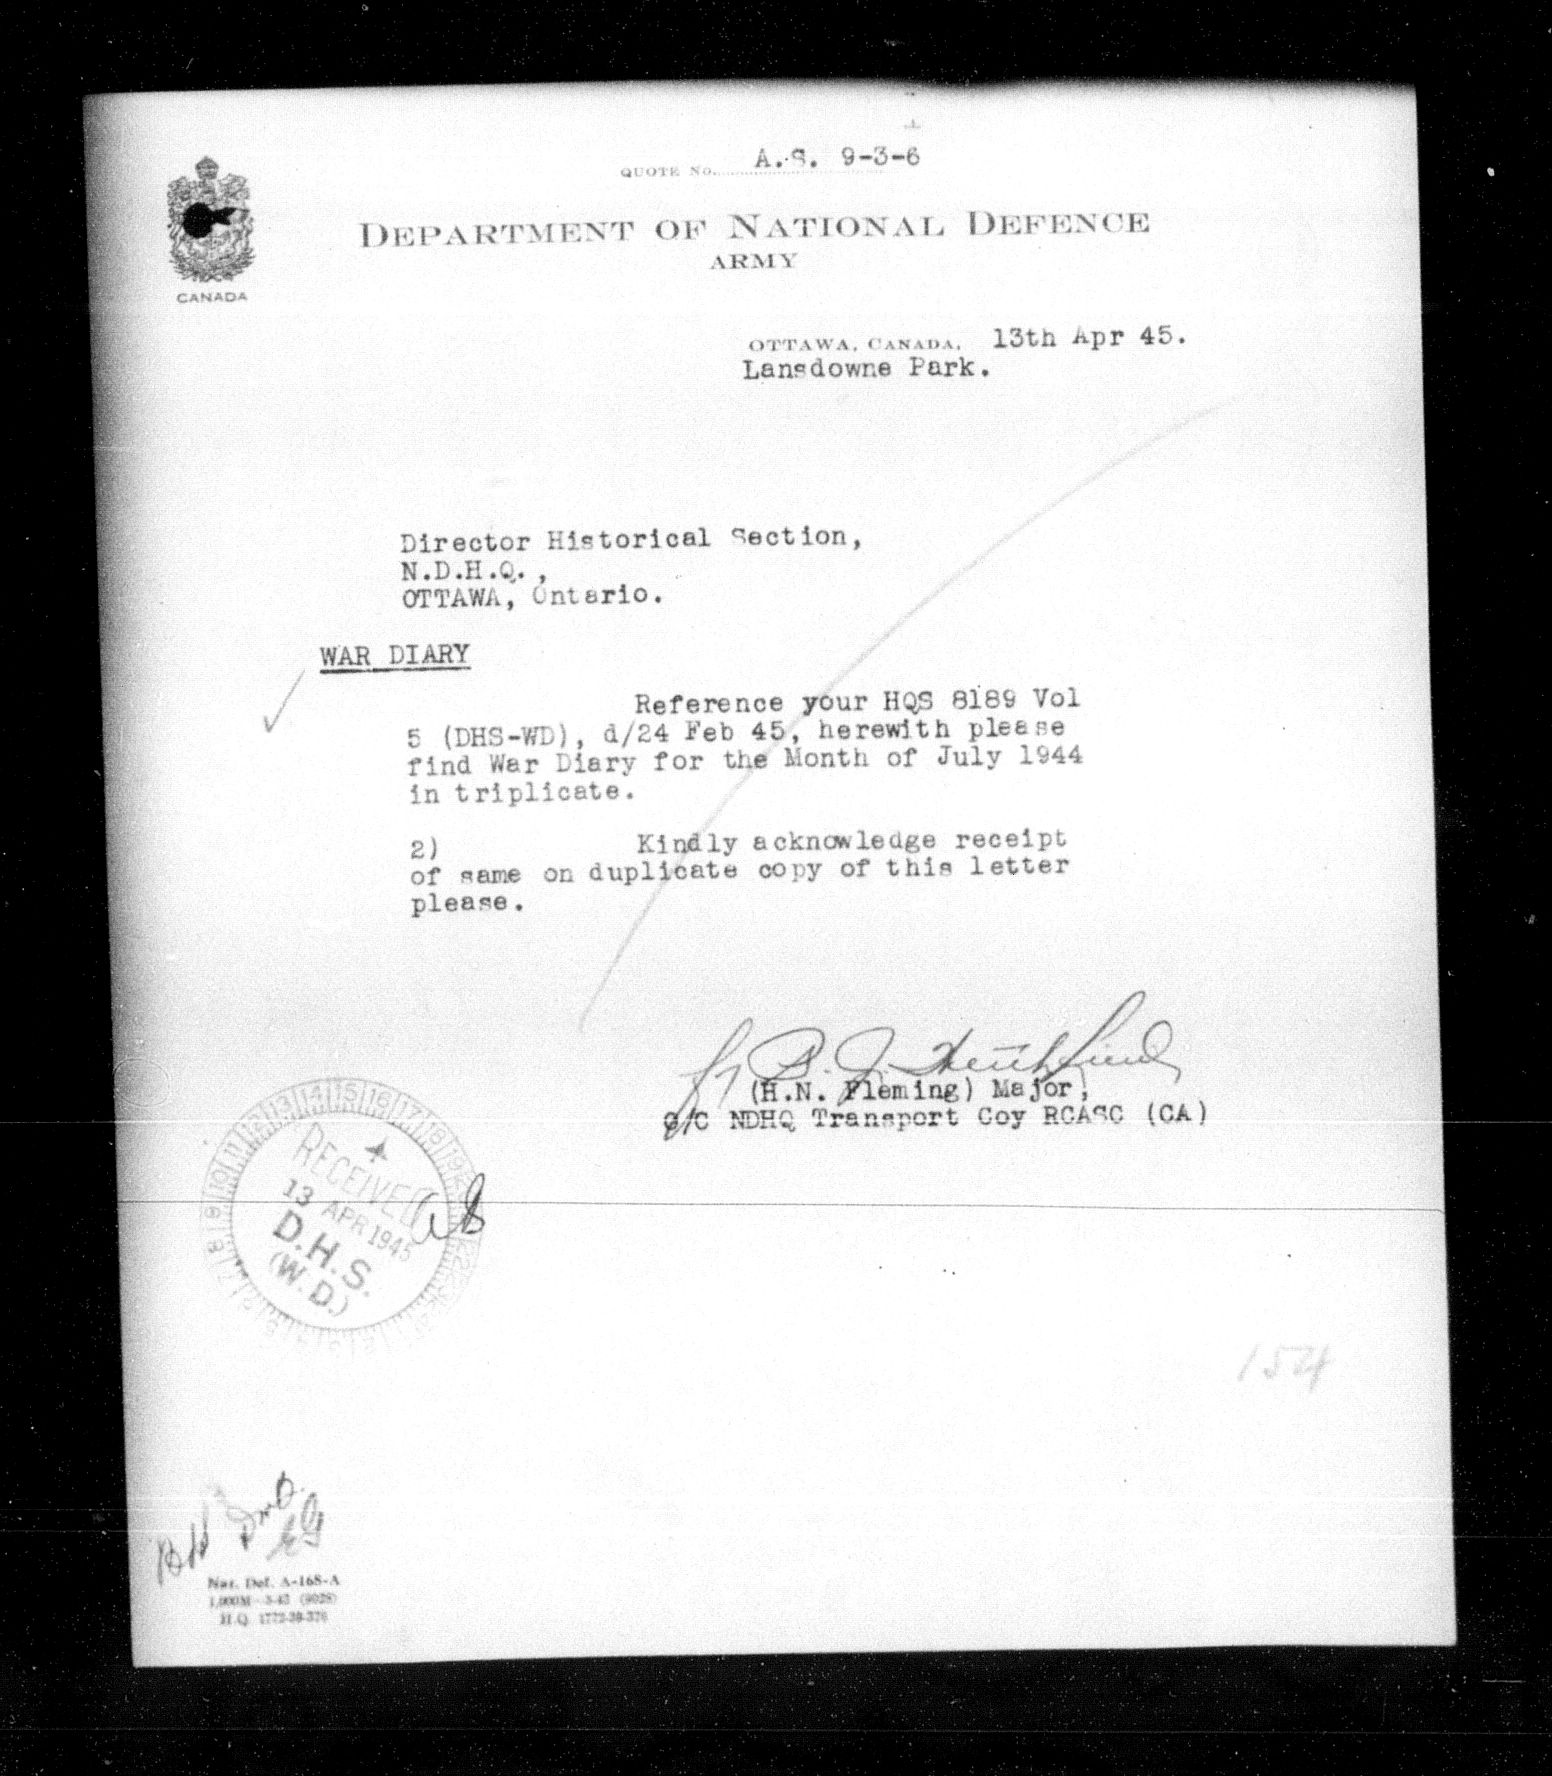 QUOTE No. A.S. 9-3-6
DEPARTMENT OF NATIONAL DEFENCE
ARMY
CANADA
OTTAWA, CANADA, 13th Apr 45.
Lansdowne Park.
Director Historical Section,
N.D.H.Q.,
OTTAWA, Ontario.
WAR DIARY
Reference your HQS 8189 Vol
5 (DHS-WD), d/24 Feb 45, herewith please
find War Diary for the Month of July 1944
in triplicate.
2) Kindly acknowledge receipt
of same on duplicate copy of this letter
please.
(H.N. Fleming) Major,
O/C NDHQ Transport Coy RCASC (CA)
RECEIVED
13 APR 1945
D.H.S.
(W.D.)
154
Nat. Def. A-168-A
H.Q. 1772-39-376